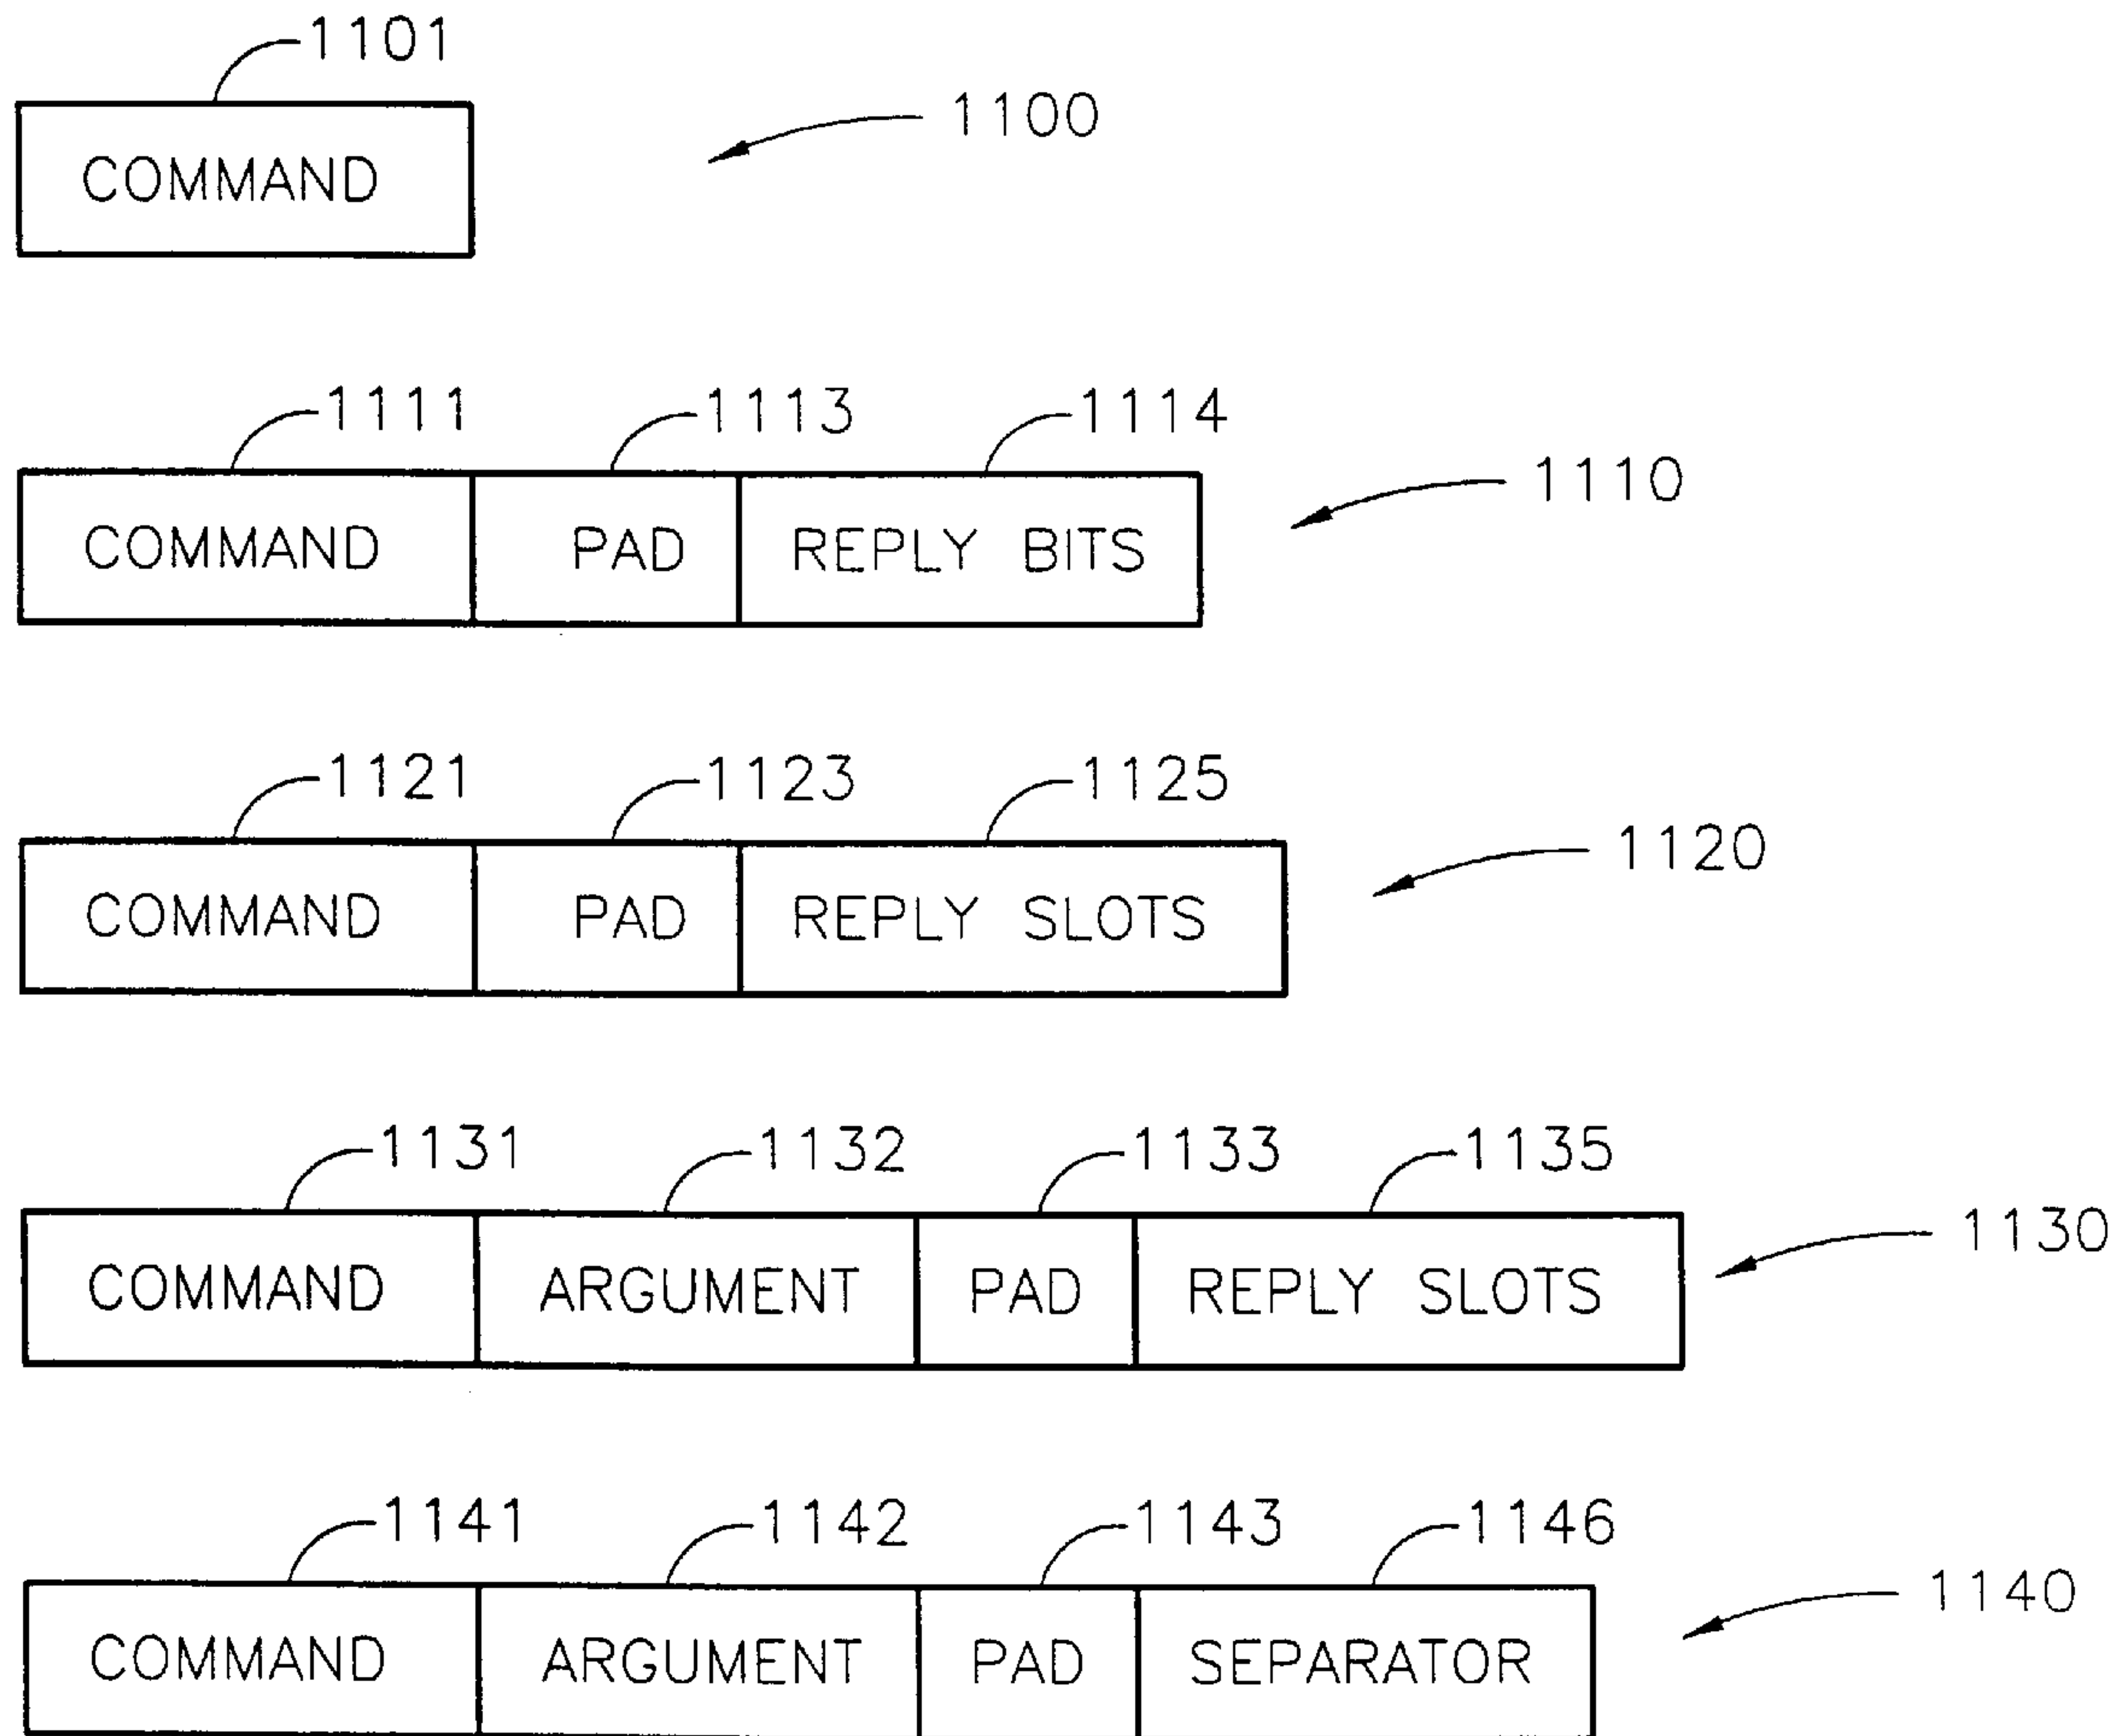 1101
1100
COMMAND
1111 1113 1114
1110
COMMAND PAD REPLY BITS
1121 1123 1125
1120
COMMAND PAD REPLY SLOTS
1131 1132 1133 1135
1130
COMMAND ARGUMENT PAD REPLY SLOTS
1141 1142 1143 1146
1140
COMMAND ARGUMENT PAD SEPARATOR